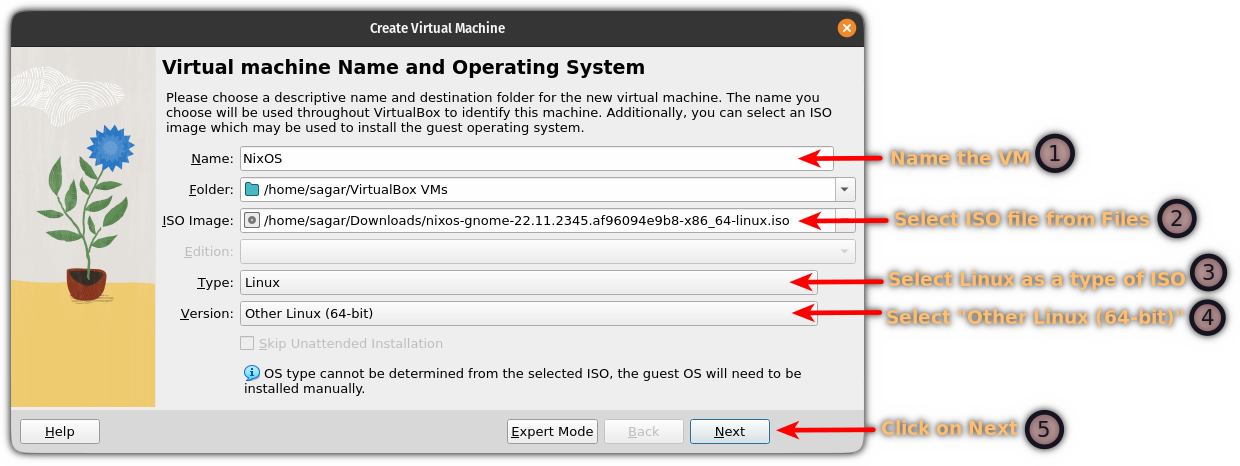 Create Virtual Machine
Virtual machine Name and Operating System
Please choose a descriptive name and destination folder for the new virtual machine. The name you
choose will be used throughout VirtualBox to identify this machine. Additionally, you can select an ISO
image which may be used to install the guest operating system.
Name: NixOS Name the VM 1
Folder: /home/sagar/VirtualBox VMs
ISO Image: /home/sagar/Downloads/nixos-gnome-22.11.2345.af96094e9b8-x86_64-linux.iso Select ISO file from Files 2
Edition:
Type: Linux Select Linux as a type of ISO 3
Version: Other Linux (64-bit) Select "Other Linux (64-bit)" 4
Skip Unattended Installation
OS type cannot be determined from the selected ISO, the guest OS will need to be
installed manually.
Help Expert Mode Back Next Click on Next 5